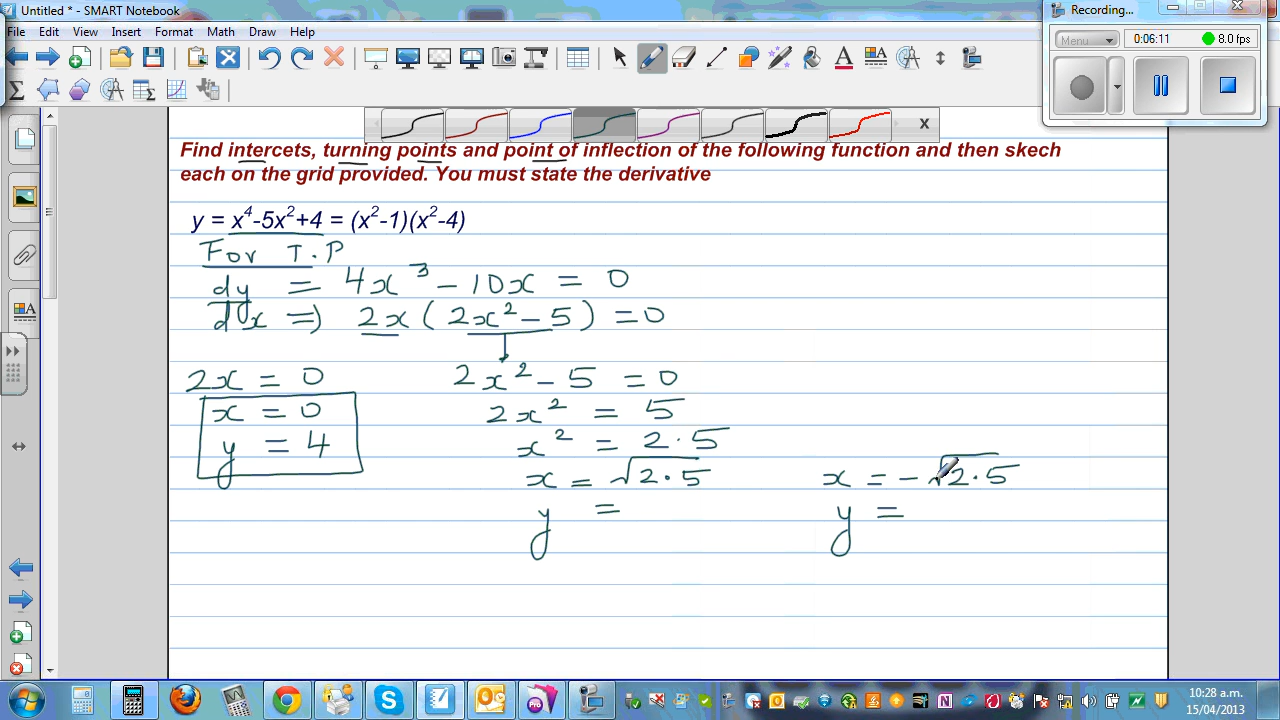 Untitled * - SMART Notebook
Recording...
File Edit View Insert Format Math Draw Help
Menu 0:06:11 8.0 fps
Find intercets, turning points and point of inflection of the following function and then skech
each on the grid provided. You must state the derivative
y = x⁴-5x²+4 = (x²-1)(x²-4)
For T.P
dy/dx = 4x³ - 10x = 0
=> 2x (2x² - 5) = 0
2x = 0 2x² - 5 = 0
x = 0 2x² = 5
y = 4 x² = 2.5
x = √2.5 x = -√2.5
y = y =
10:28 a.m.
15/04/2013